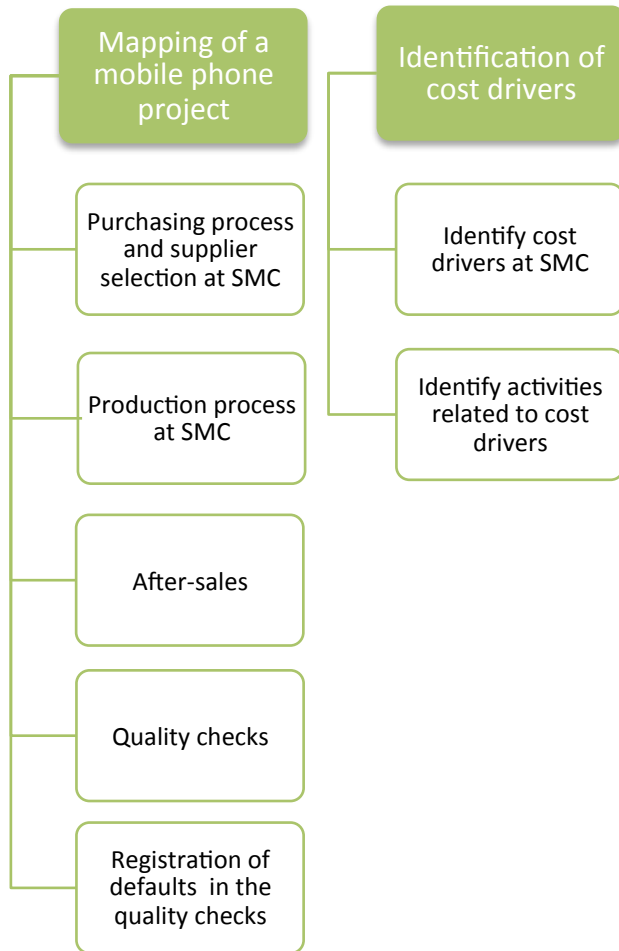 Mapping of a
mobile phone
project
Purchasing process
and supplier
selection at SMC
Production process
at SMC
After-sales
Quality checks
Registration of
defaults in the
quality checks
Identification of
cost drivers
Identify cost
drivers at SMC
Identify activities
related to cost
drivers